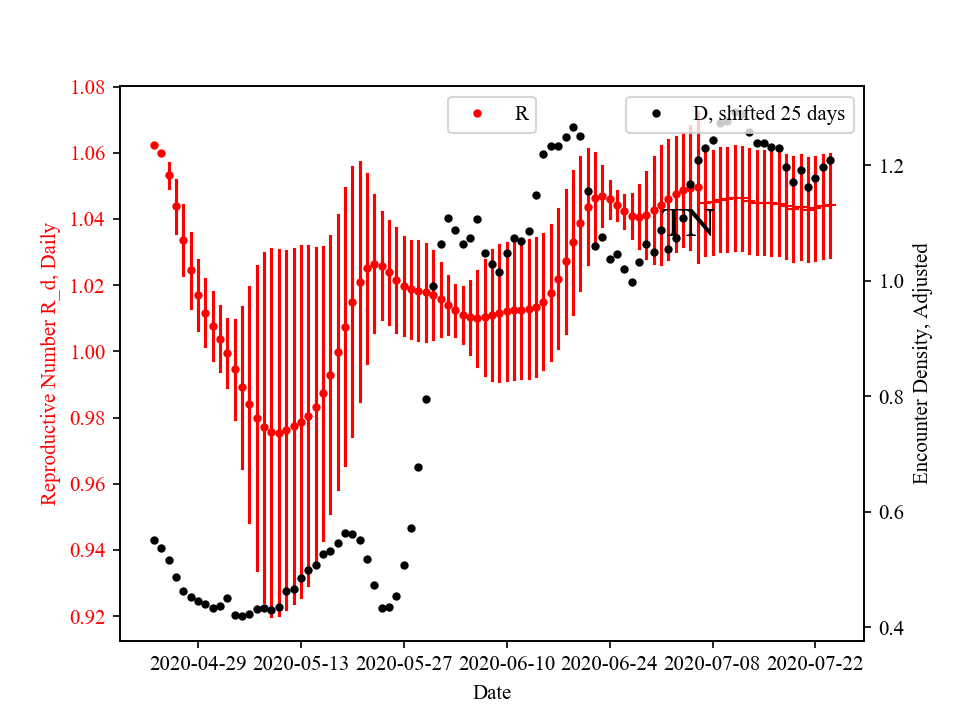 R
D, shifted 25 days
1.08
1.06
1.04
1.02
1.00
0.98
0.96
0.94
0.92
Reproductive Number R_d, Daily
TN
1.2
1.0
0.8
0.6
0.4
Encounter Density, Adjusted
2020-04-29 2020-05-13 2020-05-27 2020-06-10 2020-06-24 2020-07-08 2020-07-22
Date